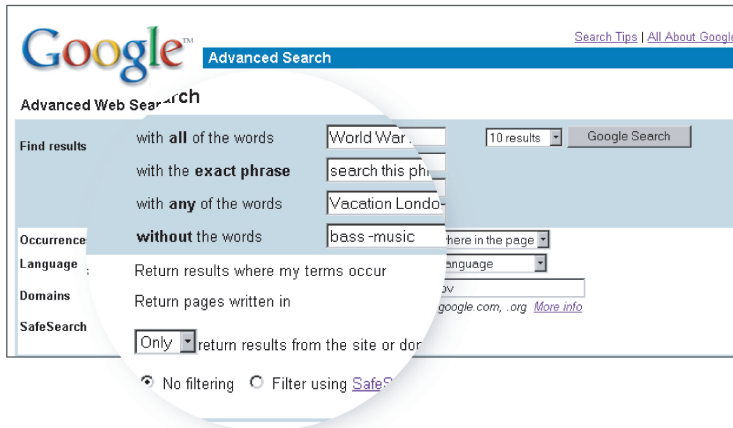 Google™
Search Tips | All About Google
Advanced Search
Advanced Web Search
Find results
with all of the words World War
10 results Google Search
with the exact phrase search this phr
with any of the words Vacation Londo
without the words bass -music
Occurrence
Return results where my terms occur
here in the page
Language
Return pages written in
anguage
Domains
Only return results from the site or dor
ov
google.com, .org More info
SafeSearch
No filtering Filter using SafeS